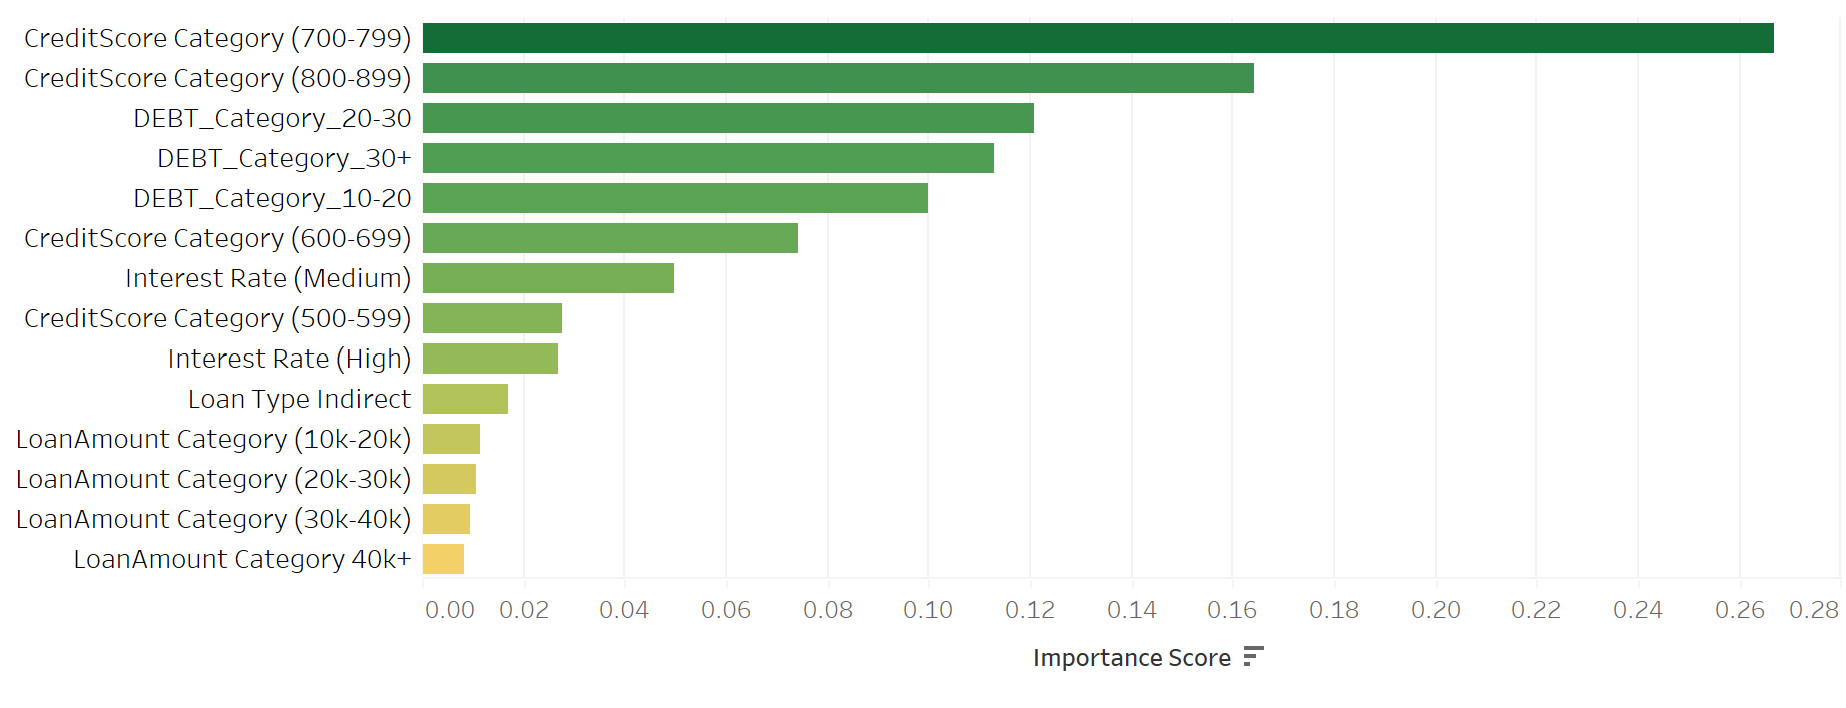 CreditScore Category (700-799)
CreditScore Category (800-899)
DEBT_Category_20-30
DEBT_Category_30+
DEBT_Category_10-20
CreditScore Category (600-699)
Interest Rate (Medium)
CreditScore Category (500-599)
Interest Rate (High)
Loan Type Indirect
LoanAmount Category (10k-20k)
LoanAmount Category (20k-30k)
LoanAmount Category (30k-40k)
LoanAmount Category 40k+
0.00 0.02 0.04 0.06 0.08 0.10 0.12 0.14 0.16 0.18 0.20 0.22 0.24 0.26 0.28
Importance Score